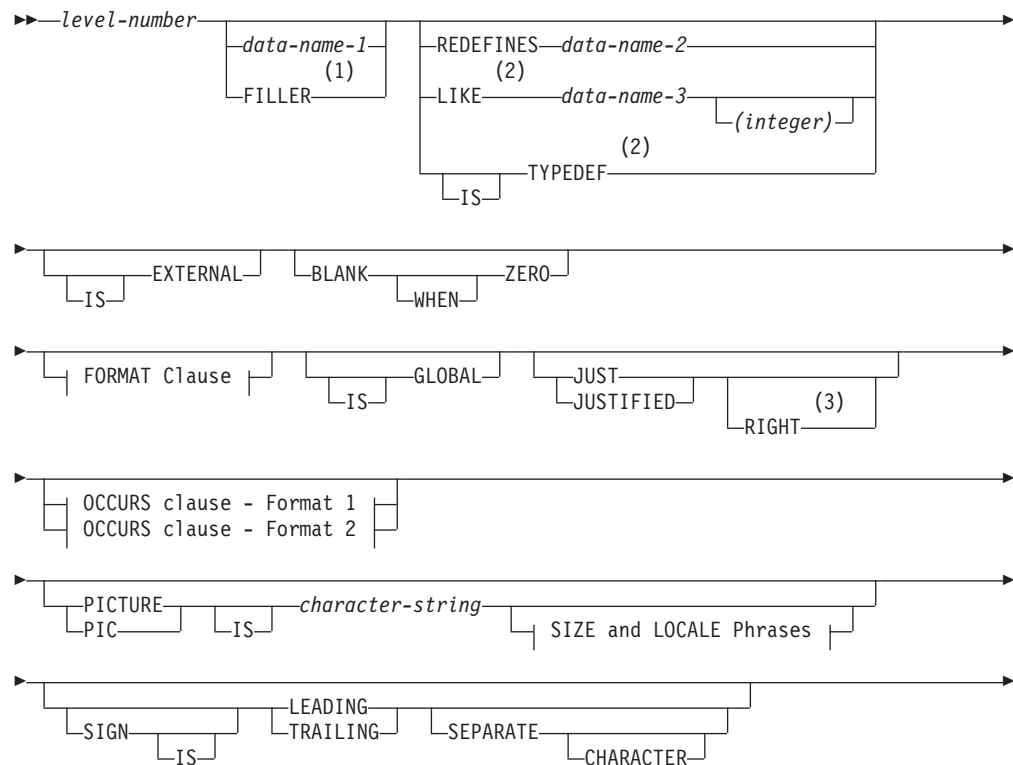 level-number
data-name-1
REDEFINES data-name-2
(1)
(2)
FILLER
LIKE data-name-3
(integer)
(2)
TYPEDEF
IS
EXTERNAL
BLANK
ZERO
IS
WHEN
FORMAT Clause
GLOBAL
JUST
IS
JUSTIFIED
(3)
RIGHT
OCCURS clause - Format 1
OCCURS clause - Format 2
PICTURE
character-string
PIC
IS
SIZE and LOCALE Phrases
LEADING
SIGN
TRAILING
SEPARATE
IS
CHARACTER